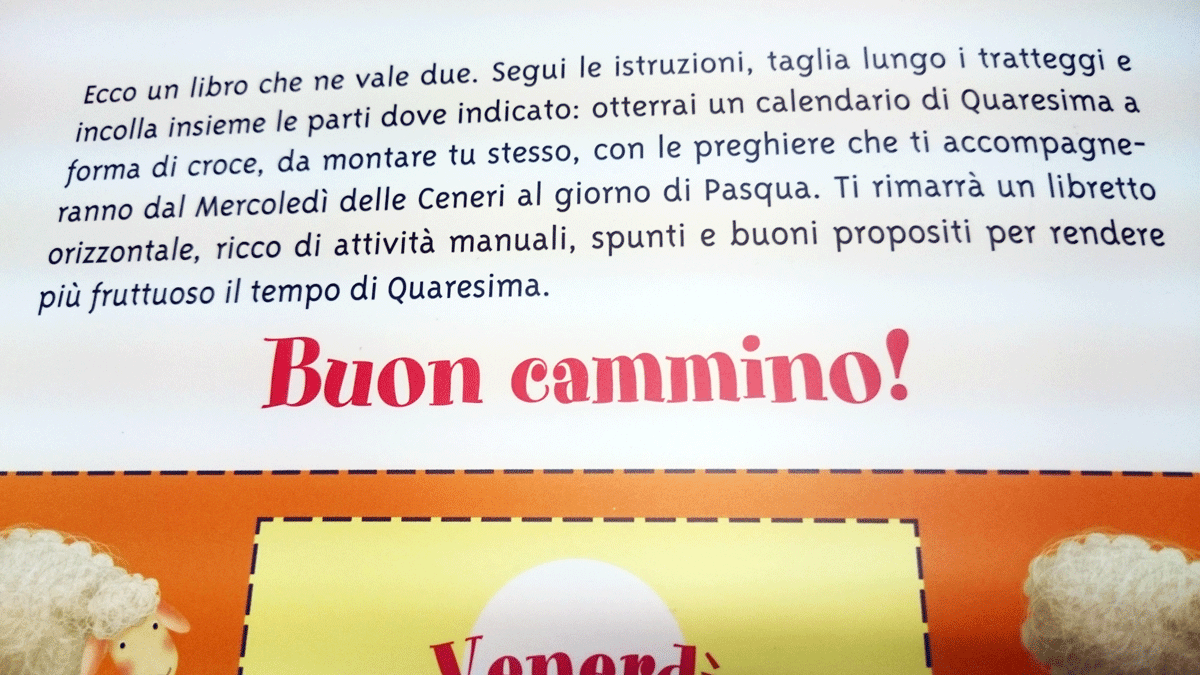 Ecco un libro che ne vale due. Segui le istruzioni, taglia lungo i tratteggi e
incolla insieme le parti dove indicato: otterrai un calendario di Quaresima a
forma di croce, da montare tu stesso, con le preghiere che ti accompagne-
ranno dal Mercoledì delle Ceneri al giorno di Pasqua. Ti rimarrà un libretto
orizzontale, ricco di attività manuali, spunti e buoni propositi per rendere
più fruttuoso il tempo di Quaresima.
Buon cammino!
Venerdì